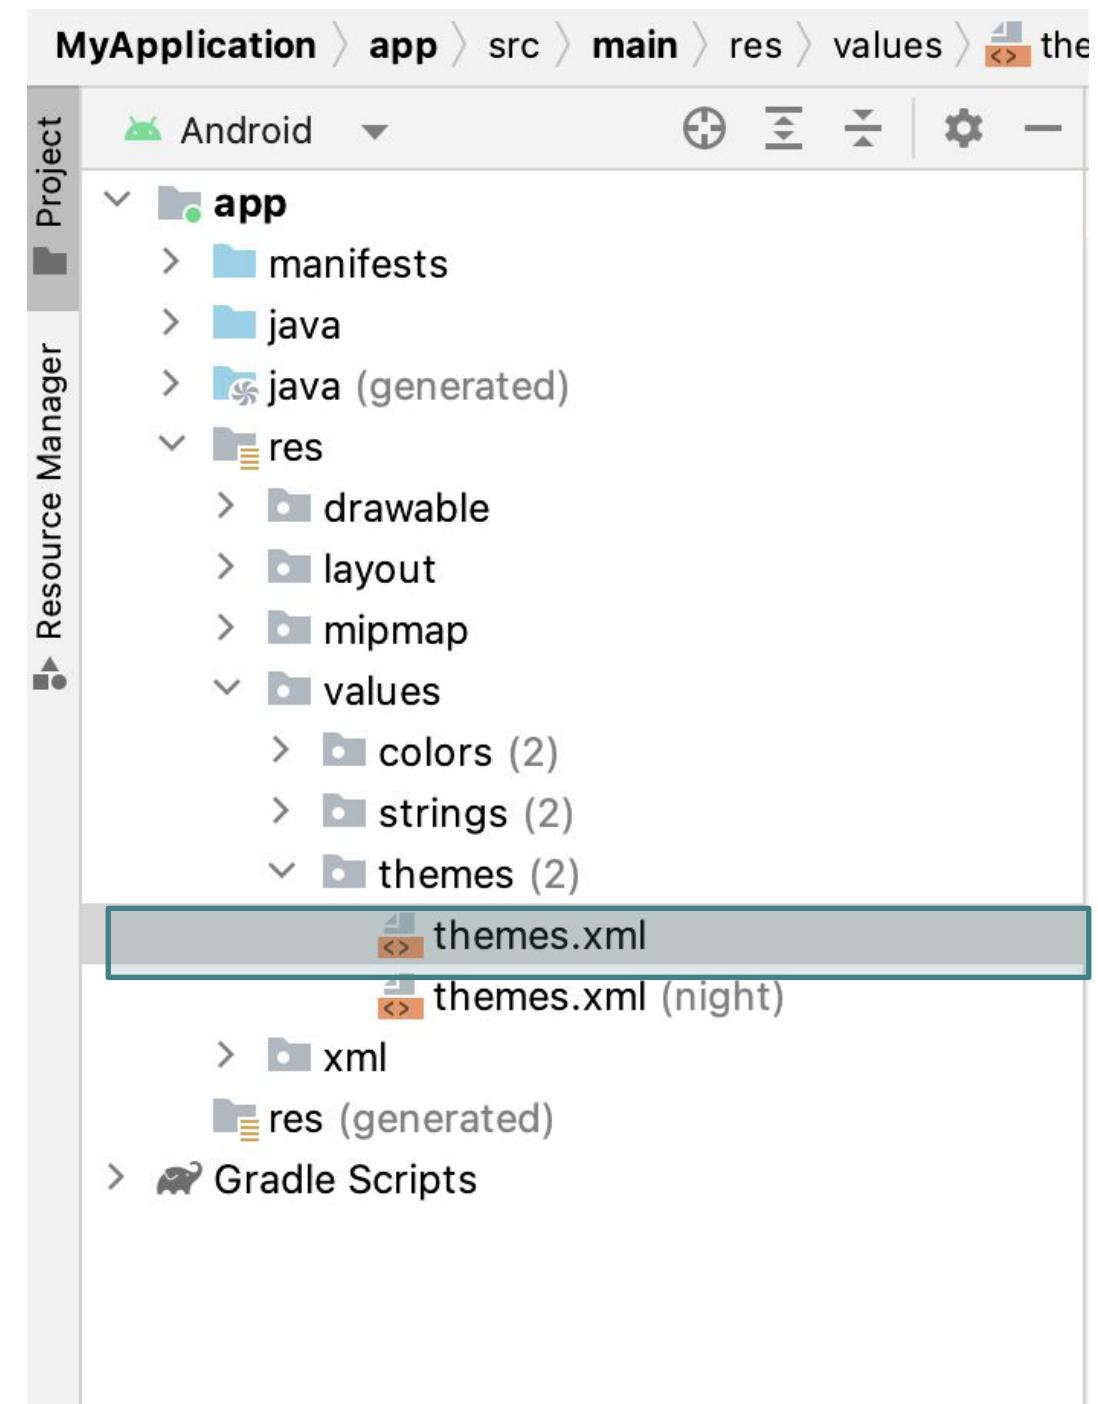 MyApplication 〉 app 〉 src 〉 main 〉 res 〉 values 〉 the
Project
Resource Manager
Android
app
manifests
java
java (generated)
res
drawable
layout
mipmap
values
colors (2)
strings (2)
themes (2)
themes.xml
themes.xml (night)
xml
res (generated)
Gradle Scripts